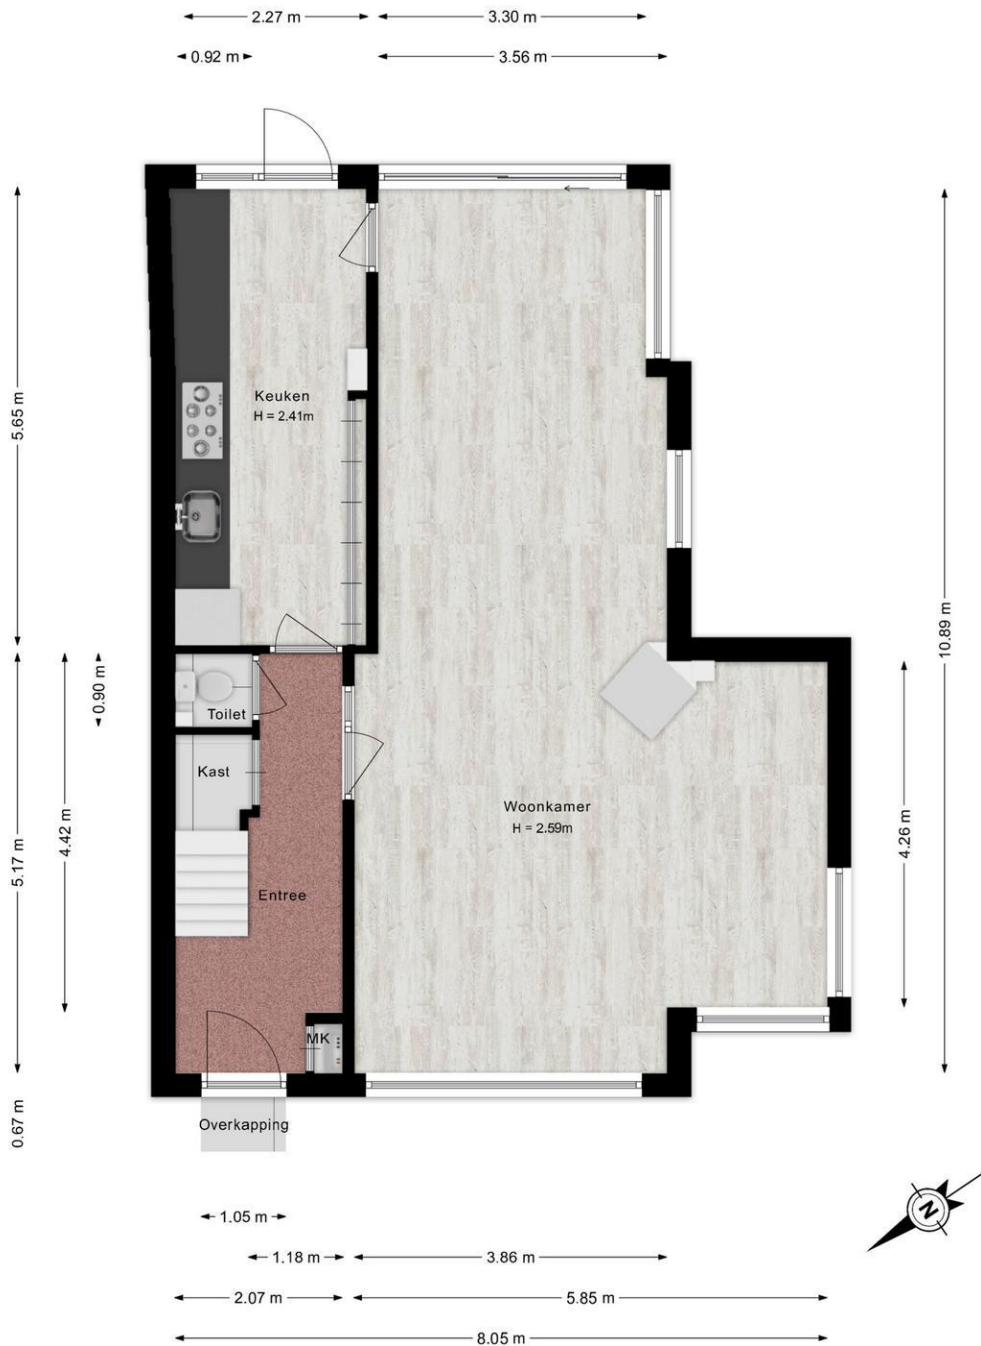 2.27 m
3.30 m
0.92 m
3.56 m
5.65 m
Keuken
H = 2.41m
10.89 m
0.90 m
Toilet
Kast
4.42 m
5.17 m
Woonkamer
H = 2.59m
4.26 m
Entree
MK
0.67 m
Overkapping
N
1.05 m
1.18 m
3.86 m
2.07 m
5.85 m
8.05 m